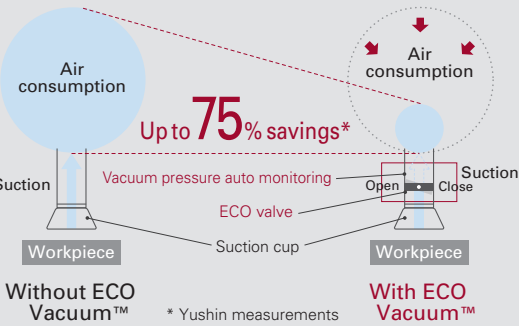 Air
consumption
Air
consumption
Up to 75% savings*
Suction
Vacuum pressure auto monitoring
Open
Close
Suction
ECO valve
Suction cup
Workpiece
Workpiece
Without ECO
Vacuum™
* Yushin measurements
With ECO
Vacuum™